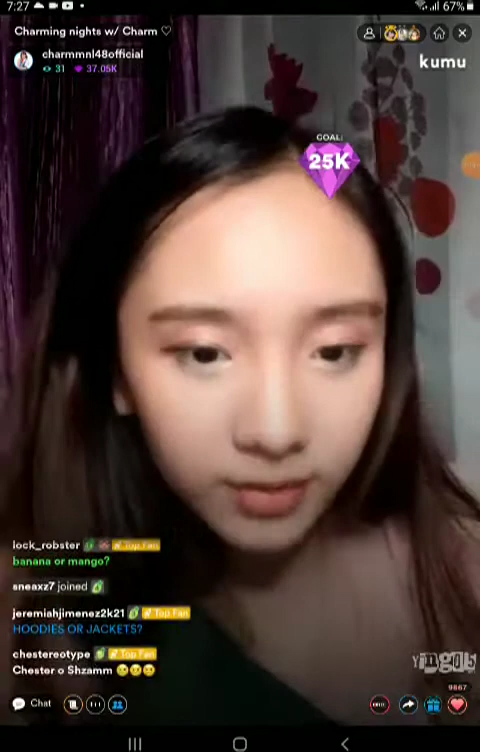 7:27
67%
Charming nights w/ Charm ♡
charmmnl48official
31 37.05K
kumu
GOAL:
25K
lock_robster Top Fan
banana or mango?
sneaxz7 joined
jeremiahjimenez2k21 Top Fan
HOODIES OR JACKETS?
chestereotype Top Fan
Chester o Shzamm
9867
Chat